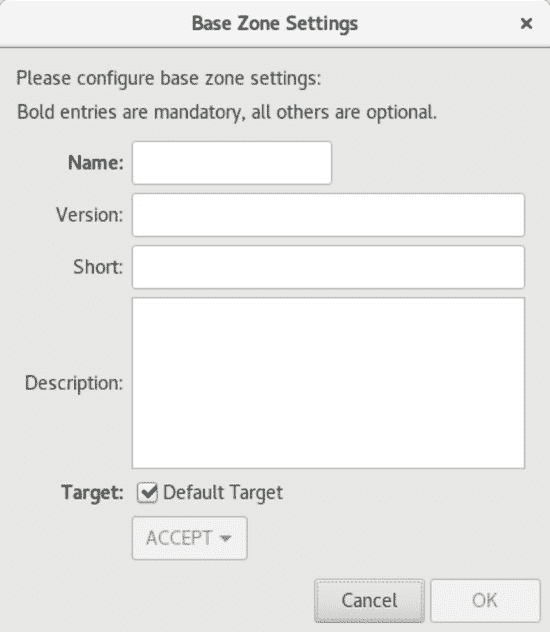 Base Zone Settings
Please configure base zone settings:
Bold entries are mandatory, all others are optional.
Name:
Version:
Short:
Description:
Target: Default Target
ACCEPT
Cancel OK